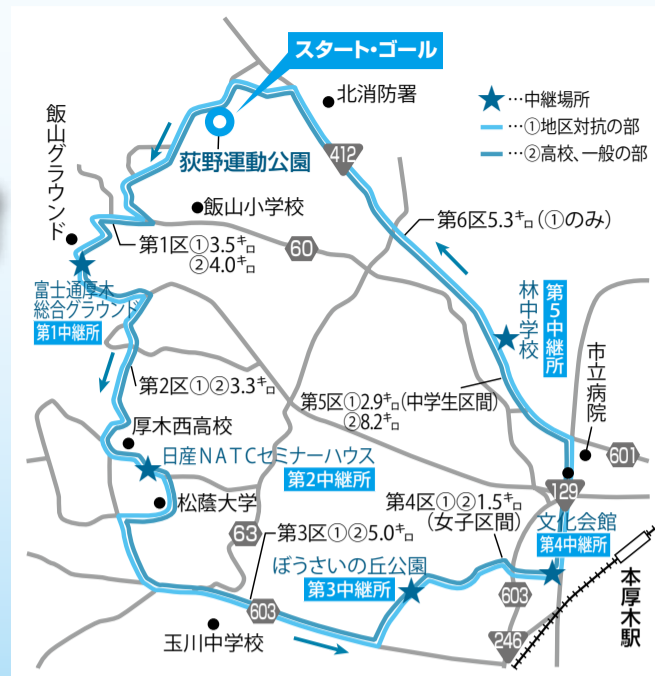 スタート・ゴール
北消防署
★…中継場所
…①地区対抗の部
…②高校、一般の部
飯山グラウンド
荻野運動公園
412
飯山小学校
第1区①3.5㌔
②4.0㌔
60
第6区5.3㌔(①のみ)
富士通厚木
総合グラウンド
第1中継所
林中学校
第5中継所
市立病院
第2区①②3.3㌔
第5区①2.9㌔(中学生区間)
②8.2㌔
厚木西高校
601
日産NATCセミナーハウス
第2中継所
129
松蔭大学
第4区①②1.5㌔
(女子区間)
文化会館
第4中継所
63
第3区①②5.0㌔
ぼうさいの丘公園
第3中継所
603
603
本厚木駅
玉川中学校
246